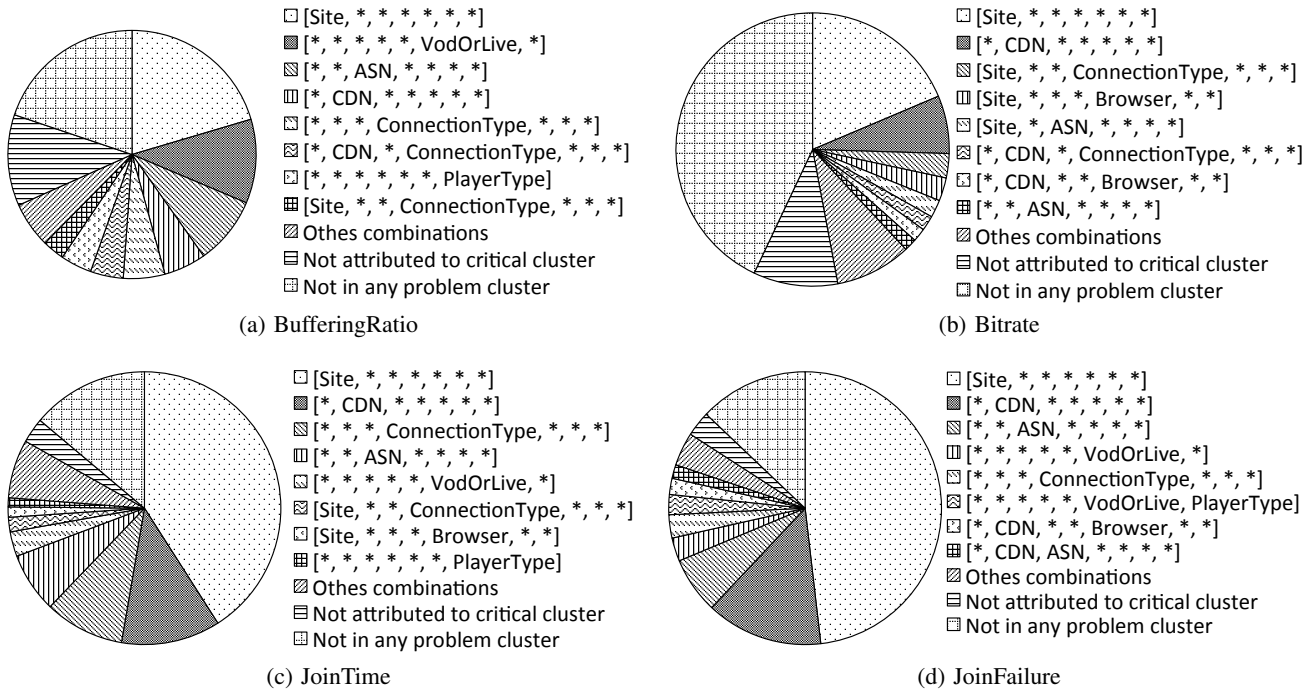 [Site, *, *, *, *, *, *]
[*, *, *, *, *, VodOrLive, *]
[*, *, ASN, *, *, *, *]
[*, CDN, *, *, *, *, *]
[*, *, *, ConnectionType, *, *, *]
[*, CDN, *, ConnectionType, *, *, *]
[*, *, *, *, *, *, PlayerType]
[Site, *, *, ConnectionType, *, *, *]
Othes combinations
Not attributed to critical cluster
Not in any problem cluster
(a) BufferingRatio
[Site, *, *, *, *, *, *]
[*, CDN, *, *, *, *, *]
[Site, *, *, ConnectionType, *, *, *]
[Site, *, *, *, Browser, *, *]
[Site, *, ASN, *, *, *, *]
[*, CDN, *, ConnectionType, *, *, *]
[*, CDN, *, *, Browser, *, *]
[*, *, ASN, *, *, *, *]
Othes combinations
Not attributed to critical cluster
Not in any problem cluster
(b) Bitrate
[Site, *, *, *, *, *, *]
[*, CDN, *, *, *, *, *]
[*, *, *, ConnectionType, *, *, *]
[*, *, ASN, *, *, *, *]
[*, *, *, *, *, VodOrLive, *]
[Site, *, *, ConnectionType, *, *, *]
[Site, *, *, *, Browser, *, *]
[*, *, *, *, *, *, PlayerType]
Othes combinations
Not attributed to critical cluster
Not in any problem cluster
(c) JoinTime
[Site, *, *, *, *, *, *]
[*, CDN, *, *, *, *, *]
[*, *, ASN, *, *, *, *]
[*, *, *, *, *, VodOrLive, *]
[*, *, *, ConnectionType, *, *, *]
[*, *, *, *, *, VodOrLive, PlayerType]
[*, CDN, *, *, Browser, *, *]
[*, CDN, ASN, *, *, *, *]
Othes combinations
Not attributed to critical cluster
Not in any problem cluster
(d) JoinFailure